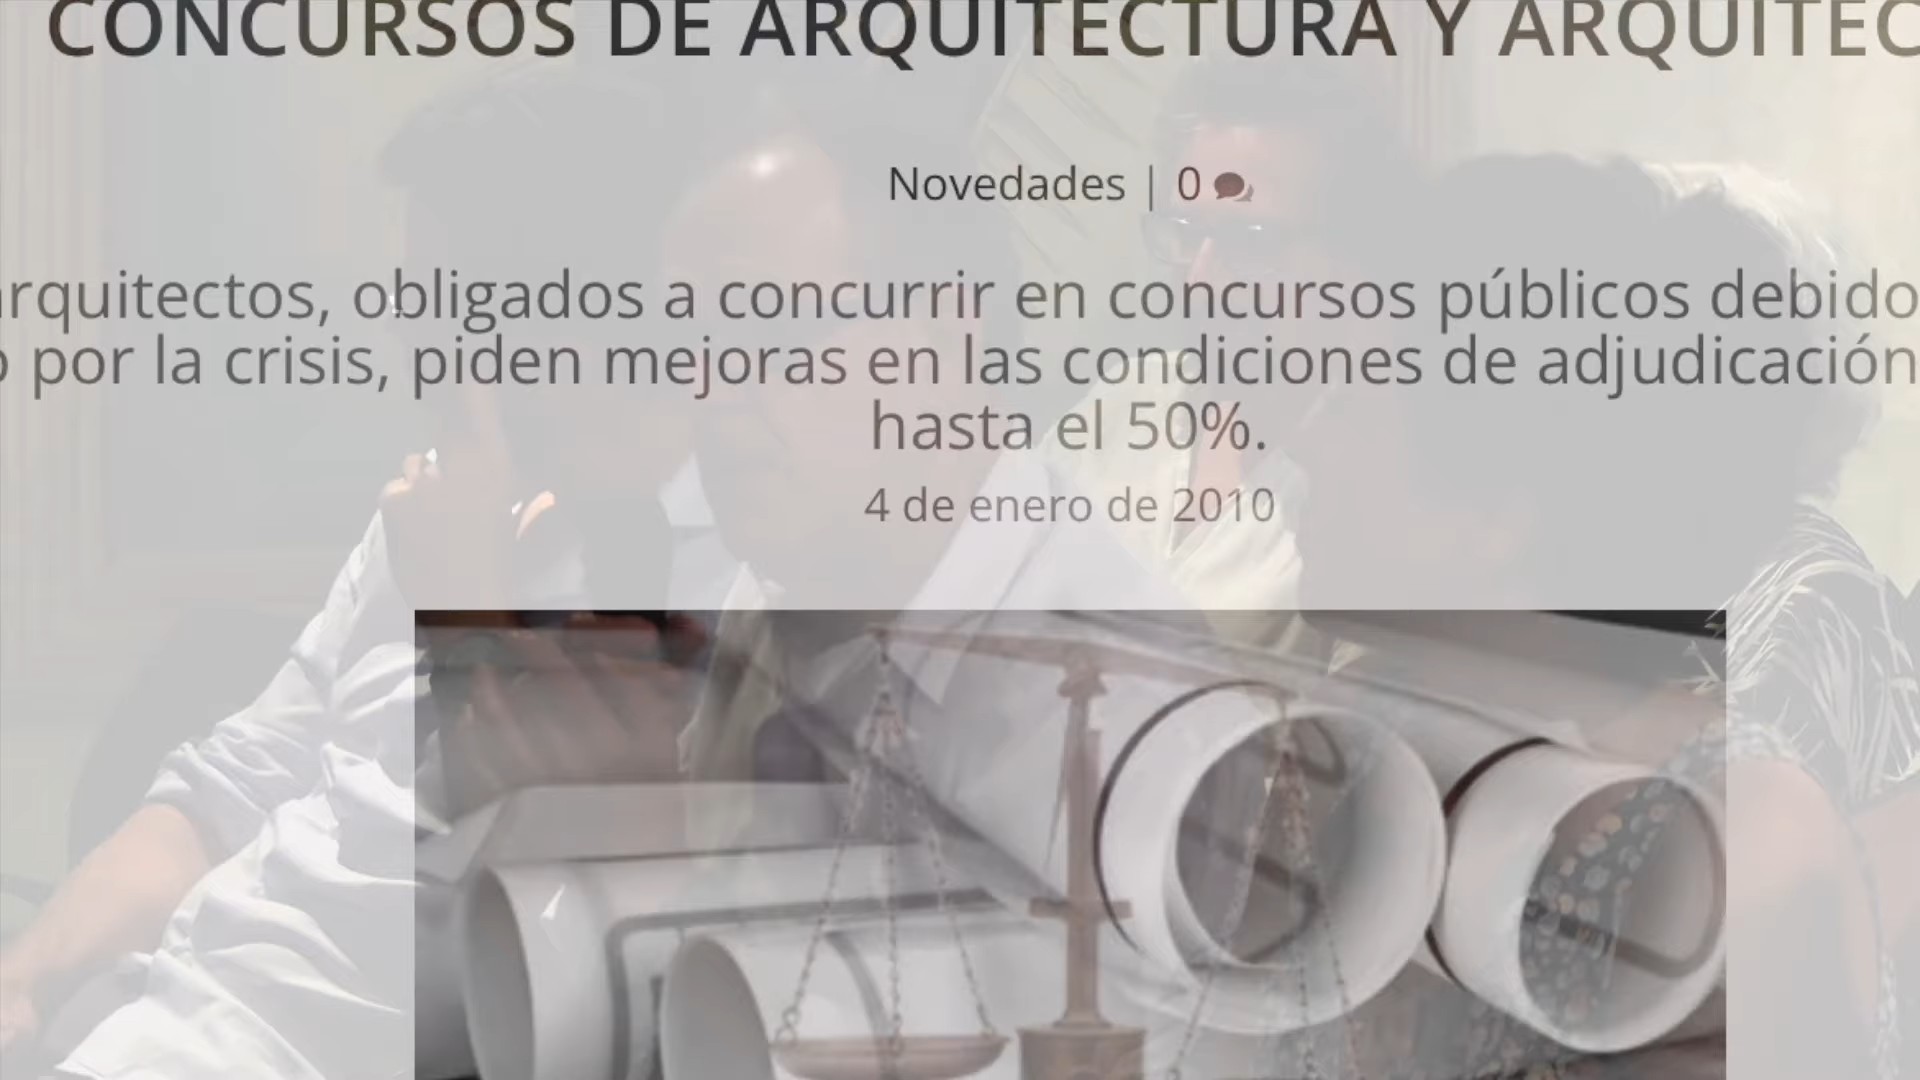 CONCURSOS DE ARQUITECTURA Y ARQUITEC
Novedades | 0
arquitectos, obligados a concurrir en concursos públicos debido
por la crisis, piden mejoras en las condiciones de adjudicación
hasta el 50%.
4 de enero de 2010